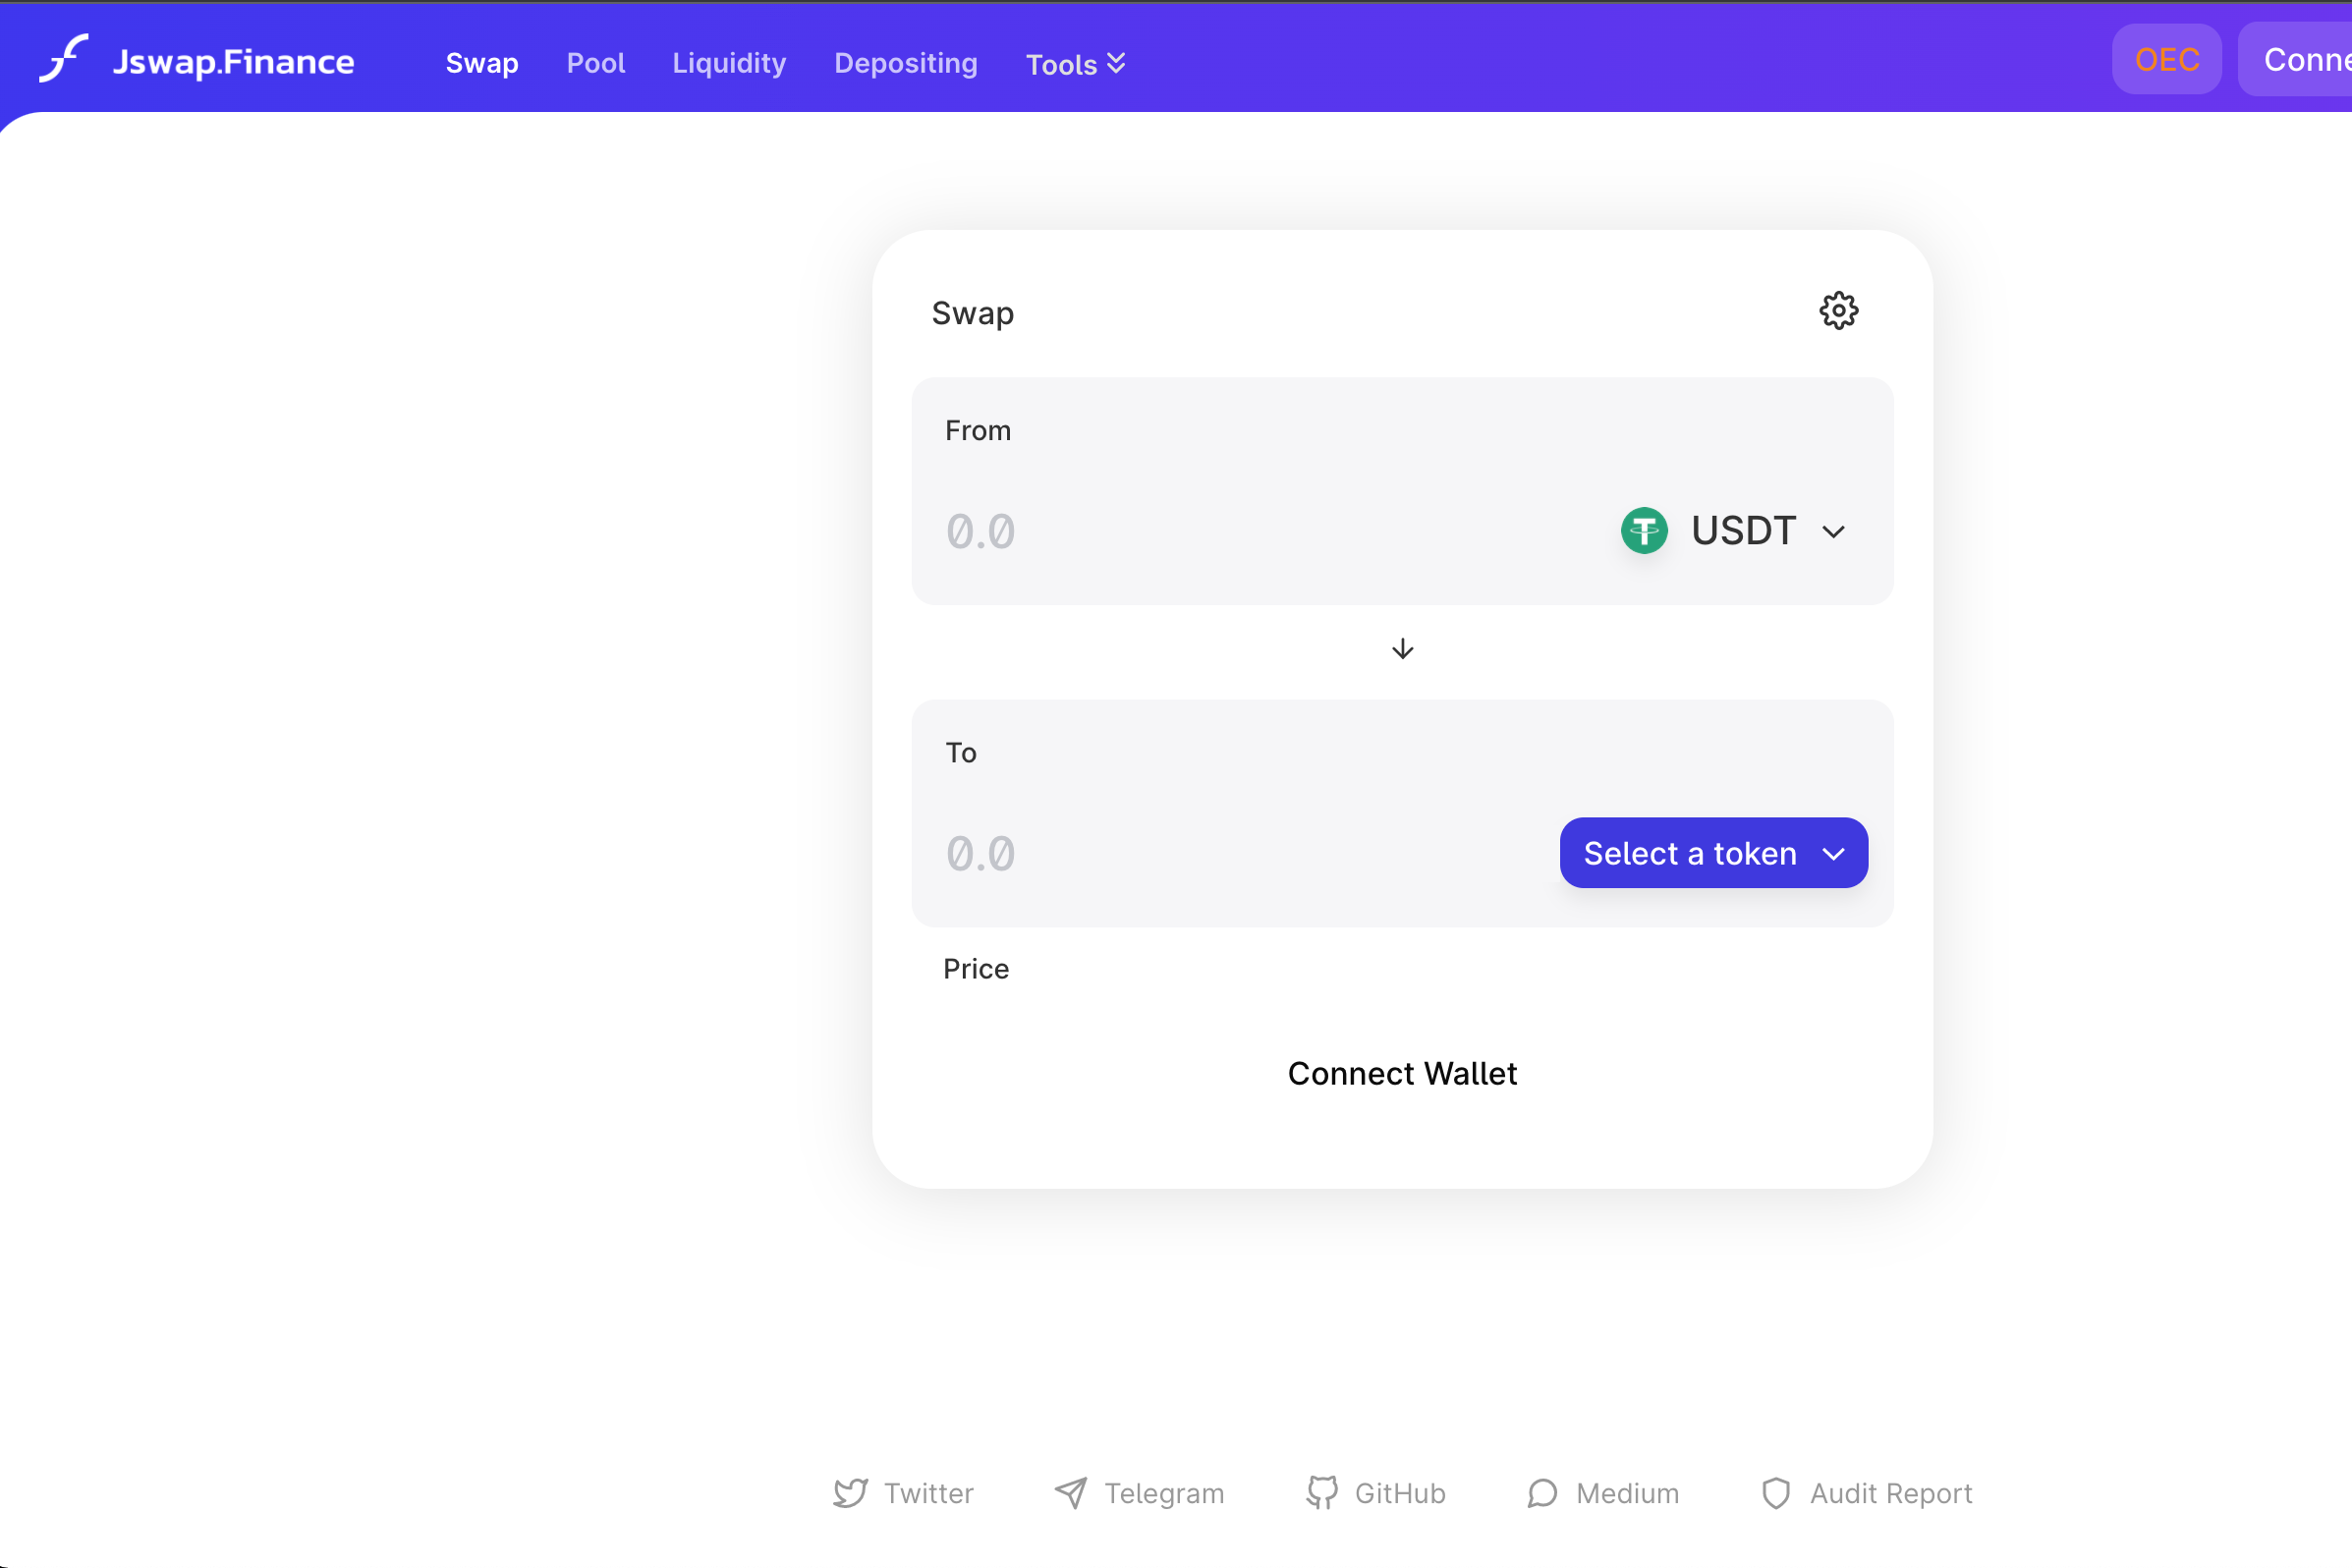 Jswap.Finance Swap Pool Liquidity Depositing Tools OEC Conne
Swap
From
0.0 USDT
To
0.0 Select a token
Price
Connect Wallet
Twitter Telegram GitHub Medium Audit Report